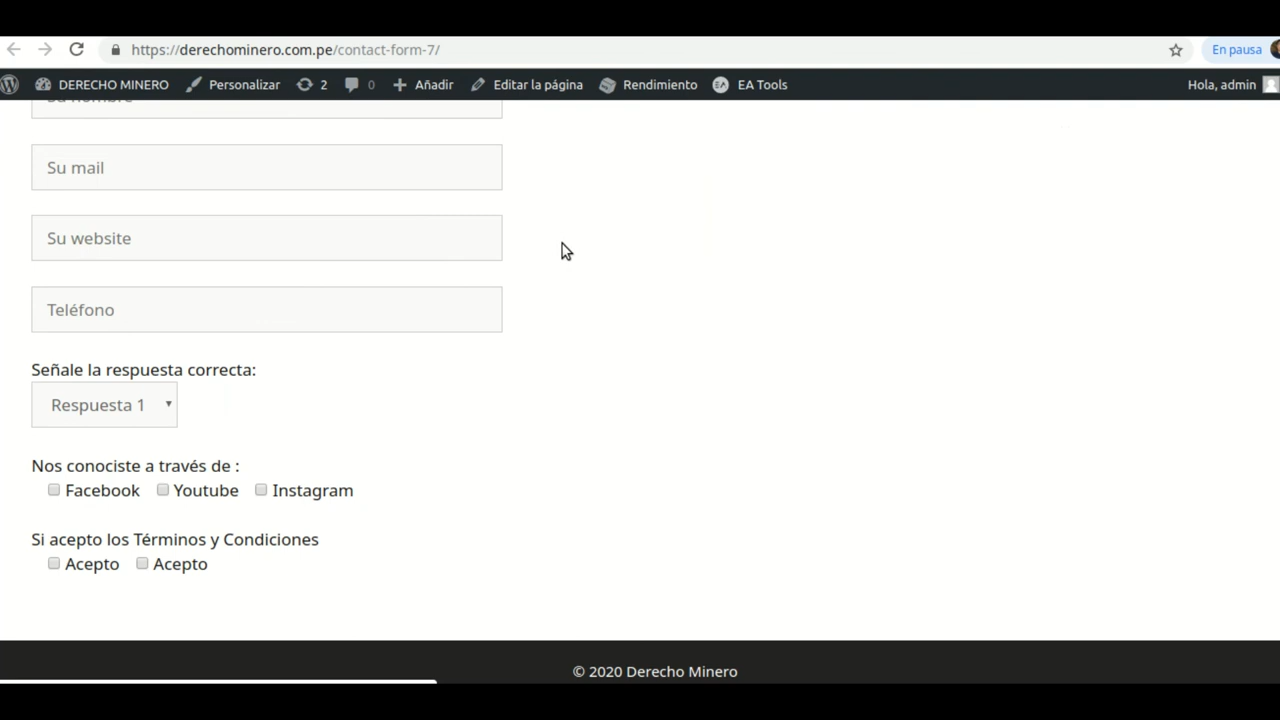 https://derechominero.com.pe/contact-form-7/
En pausa
DERECHO MINERO Personalizar 2 0 Añadir Editar la página Rendimiento EA Tools Hola, admin
Su nombre
Su mail
Su website
Teléfono
Señale la respuesta correcta:
Respuesta 1
Nos conociste a través de :
Facebook Youtube Instagram
Si acepto los Términos y Condiciones
Acepto Acepto
© 2020 Derecho Minero